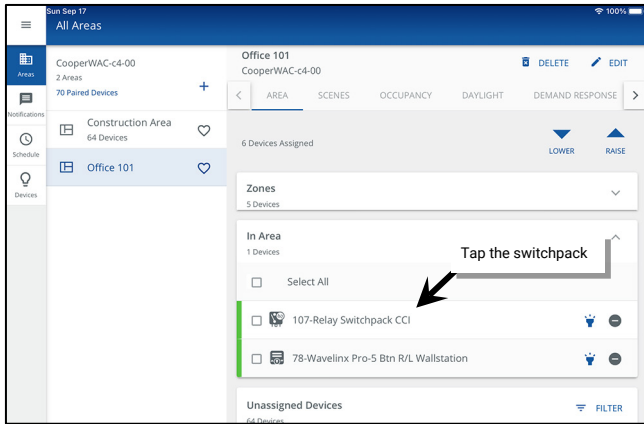 Sun Sep 17
100%
All Areas
Areas
Notifications
Schedule
Devices
CooperWAC-c4-00
2 Areas
70 Paired Devices
+
Construction Area
64 Devices
Office 101
Office 101
CooperWAC-c4-00
DELETE
EDIT
< AREA SCENES OCCUPANCY DAYLIGHT DEMAND RESPONSE >
6 Devices Assigned
LOWER RAISE
Zones
5 Devices
In Area
1 Devices
Tap the switchpack
Select All
107-Relay Switchpack CCI
78-Wavelinx Pro-5 Btn R/L Wallstation
Unassigned Devices
64 Devices
FILTER